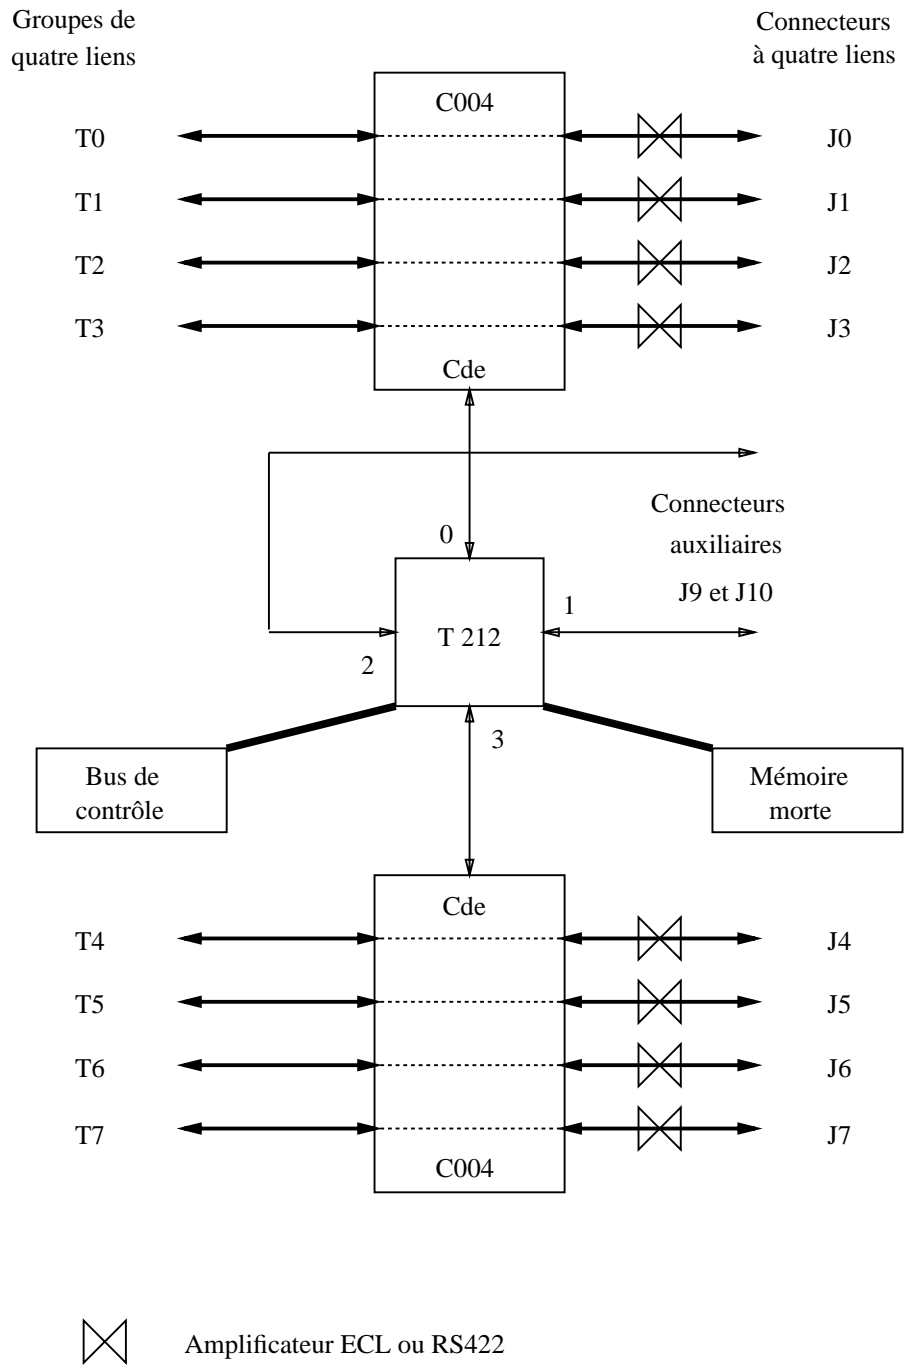 Groupes de
quatre liens
Connecteurs
à quatre liens
C004
T0
J0
T1
J1
T2
J2
T3
J3
Cde
0
Connecteurs
auxiliaires
J9 et J10
1
T 212
2
3
Bus de
contrôle
Mémoire
morte
Cde
T4
J4
T5
J5
T6
J6
T7
J7
C004
Amplificateur ECL ou RS422